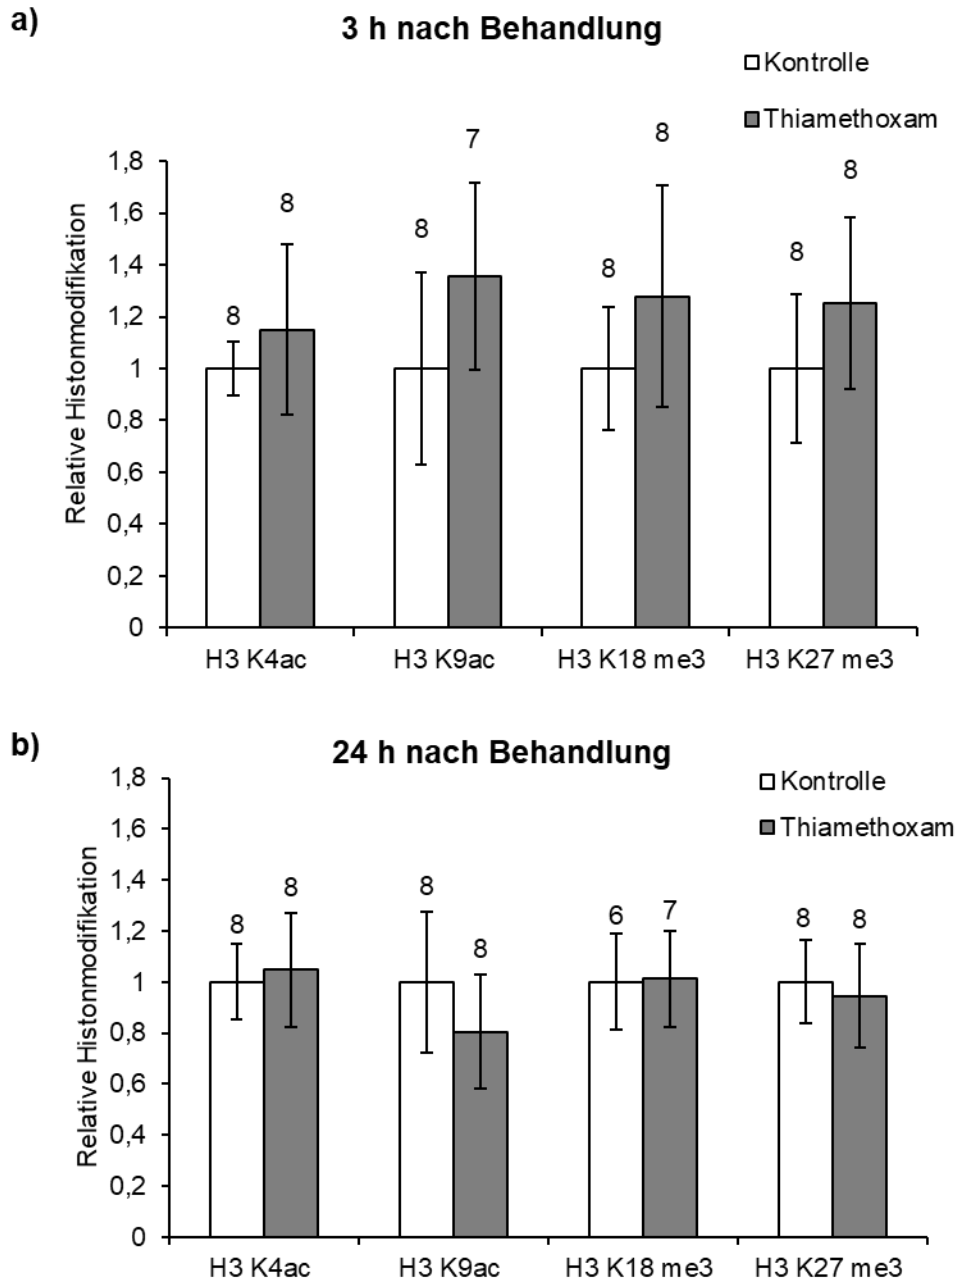 a)
3 h nach Behandlung
Kontrolle
Thiamethoxam
Relative Histonmodifikation
1,8
1,6
1,4
1,2
1
0,8
0,6
0,4
0,2
0
8
8
8
7
8
8
8
8
H3 K4ac
H3 K9ac
H3 K18 me3
H3 K27 me3
b)
24 h nach Behandlung
Kontrolle
Thiamethoxam
Relative Histonmodifikation
1,8
1,6
1,4
1,2
1
0,8
0,6
0,4
0,2
0
8
8
8
8
6
7
8
8
H3 K4ac
H3 K9ac
H3 K18 me3
H3 K27 me3